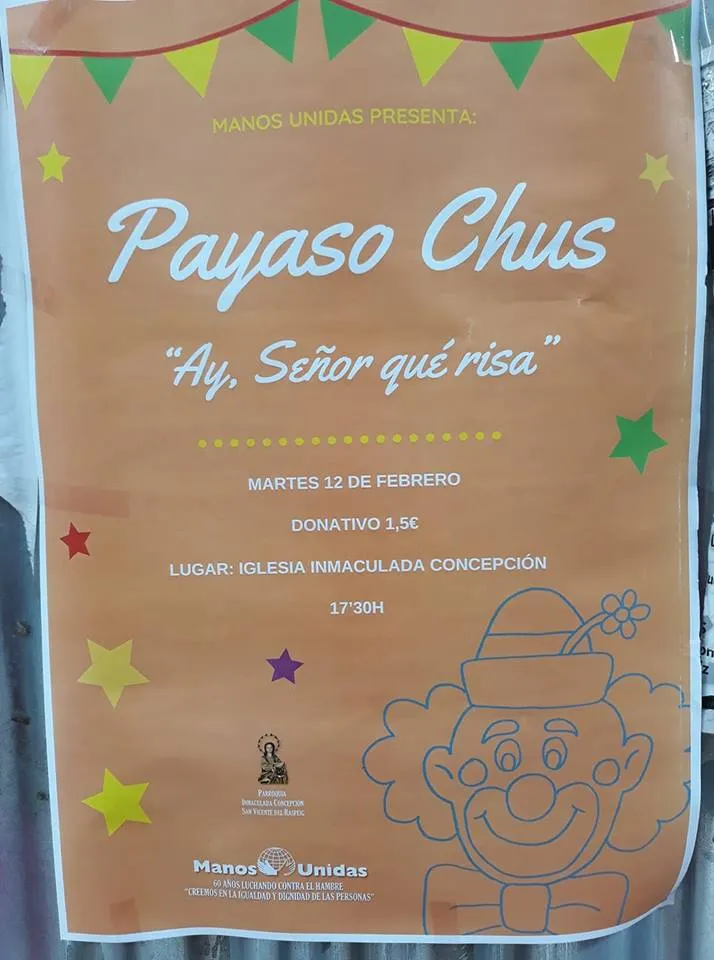 MANOS UNIDAS PRESENTA:
Payaso Chus
“Ay, Señor qué risa”
MARTES 12 DE FEBRERO
DONATIVO 1,5€
LUGAR: IGLESIA INMACULADA CONCEPCIÓN
17'30H
PARROQUIA
INMACULADA CONCEPCIÓN
SAN VICENTE DEL RASPEIG
Manos Unidas
60 AÑOS LUCHANDO CONTRA EL HAMBRE
“CREEMOS EN LA IGUALDAD Y DIGNIDAD DE LAS PERSONAS”